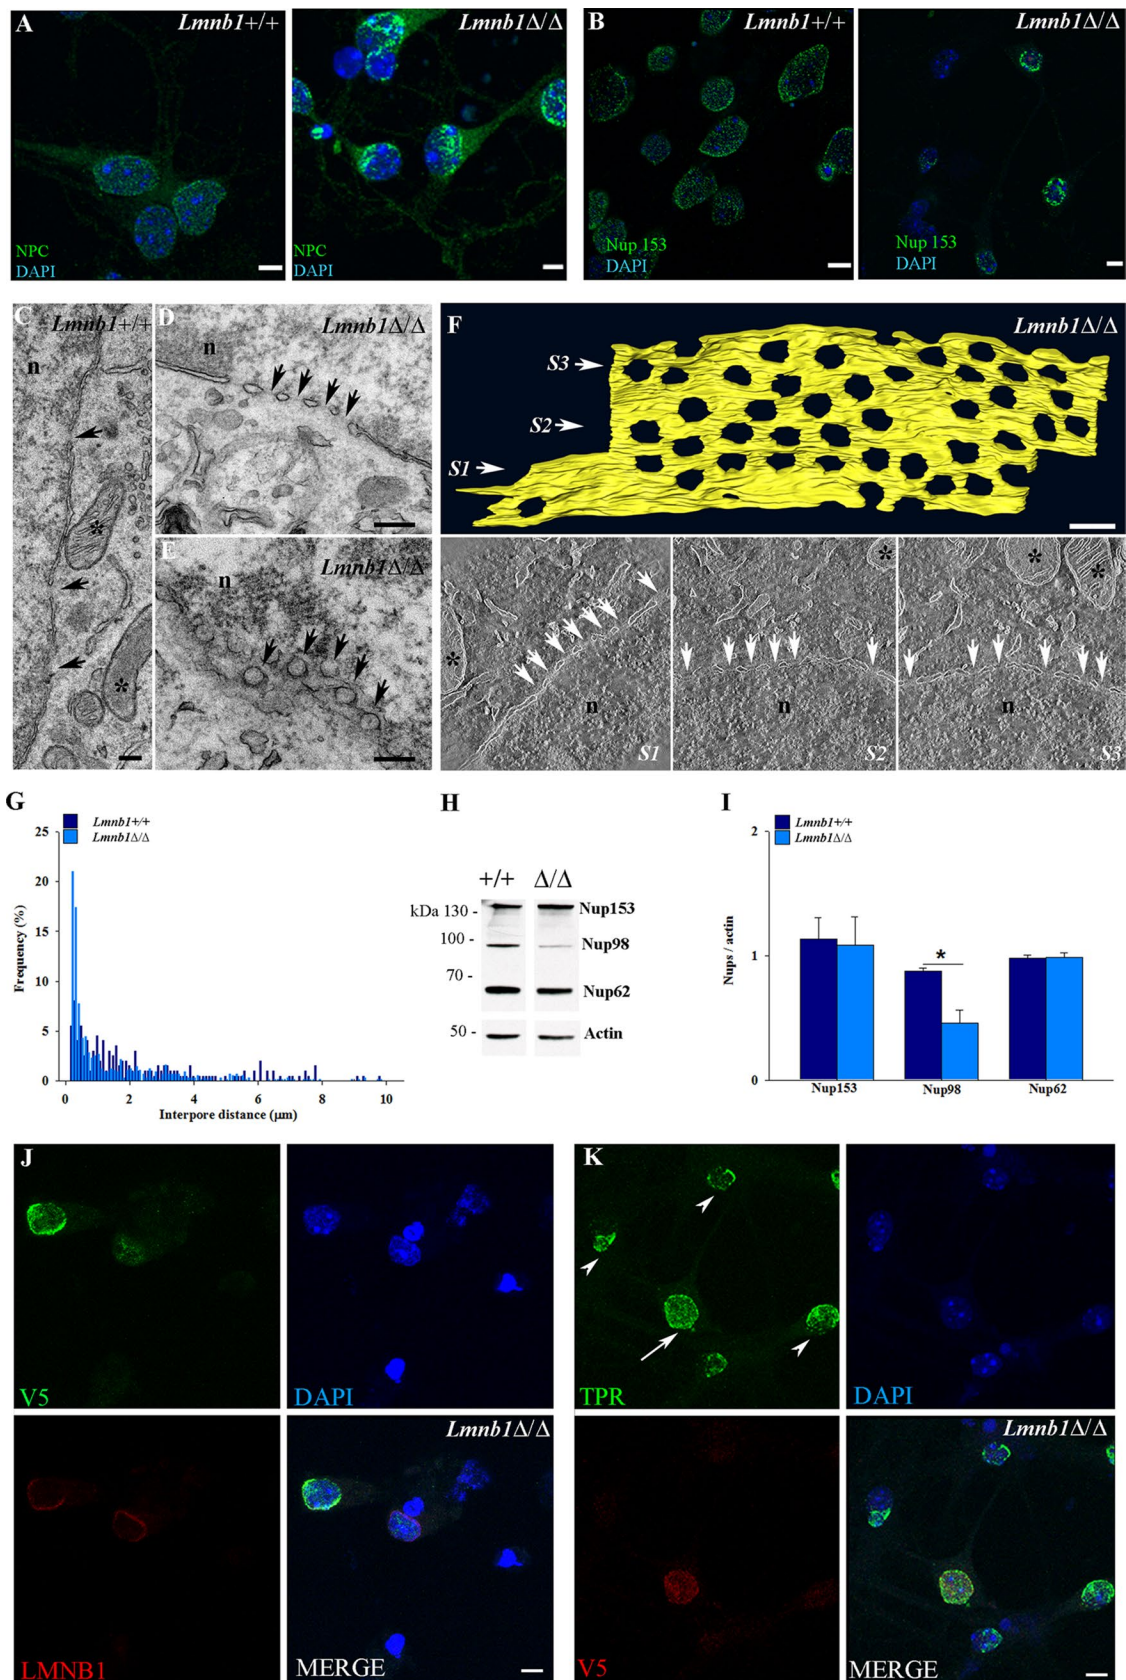 A
Lmnb1+/+
NPC
DAPI
Lmnb1Δ/Δ
NPC
DAPI
B
Lmnb1+/+
Nup 153
DAPI
Lmnb1Δ/Δ
Nup 153
DAPI
C
Lmnb1+/+
n
*
*
D
Lmnb1Δ/Δ
n
E
Lmnb1Δ/Δ
n
F
Lmnb1Δ/Δ
S3
S2
S1
*
n
S1
*
n
S2
*
*
n
S3
G
Lmnb1+/+
Lmnb1Δ/Δ
Frequency (%)
25
20
15
10
5
0
0 2 4 6 8 10
Interpore distance (μm)
H
+/+ Δ/Δ
kDa 130 - Nup153
100 - Nup98
70 -
Nup62
50 - Actin
I
Lmnb1+/+
Lmnb1Δ/Δ
Nups / actin
2
1
0
*
Nup153 Nup98 Nup62
J
V5
DAPI
LMNB1
Lmnb1Δ/Δ
MERGE
K
TPR
DAPI
V5
Lmnb1Δ/Δ
MERGE